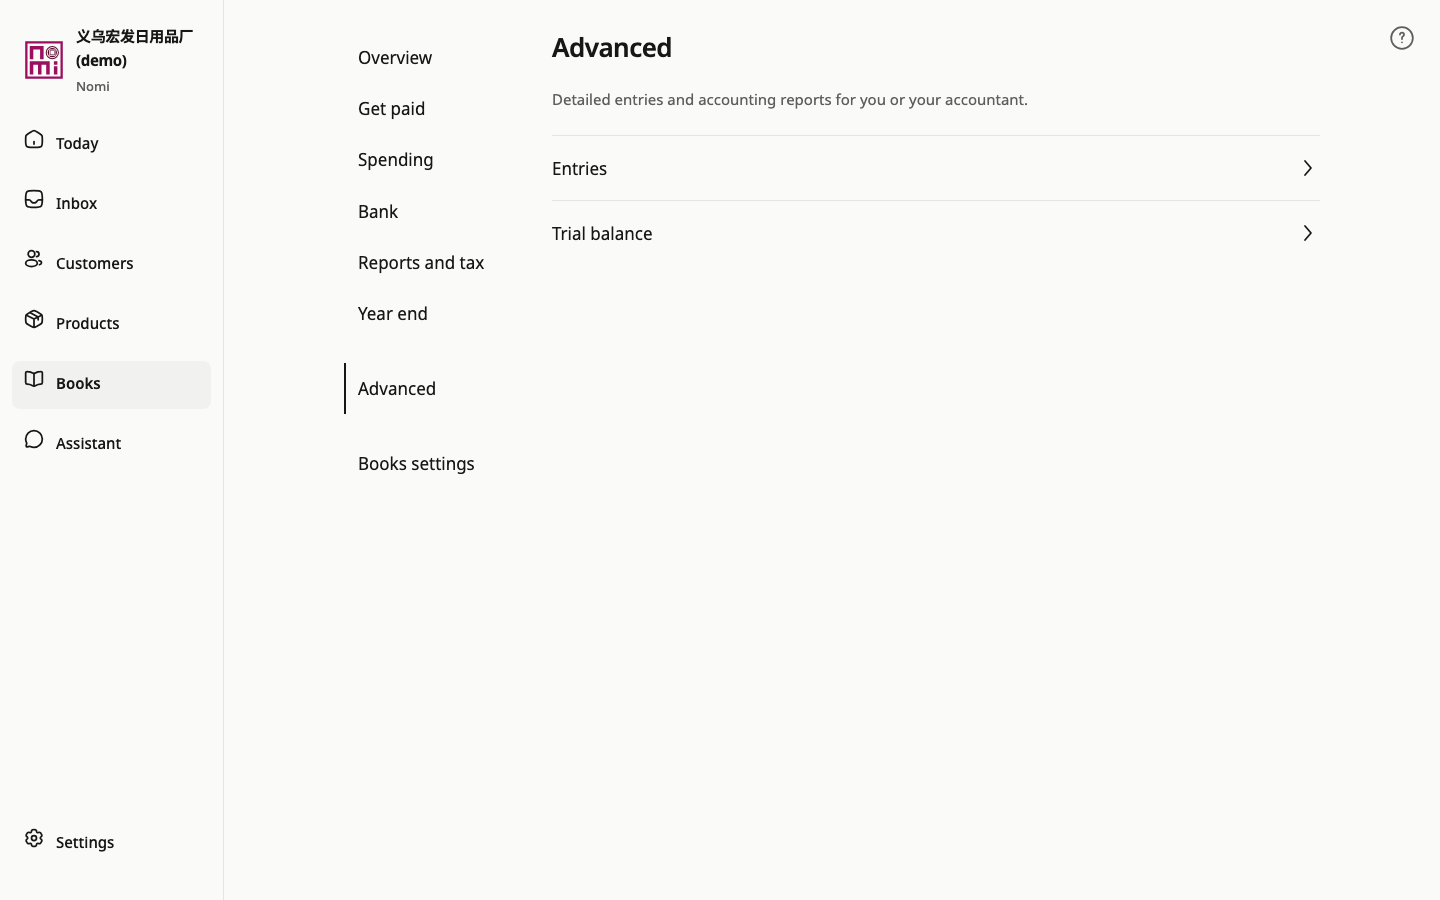 nomi
义乌宏发日用品厂
(demo)
Nomi
Today
Inbox
Customers
Products
Books
Assistant
Settings
Overview
Get paid
Spending
Bank
Reports and tax
Year end
Advanced
Books settings
Advanced
Detailed entries and accounting reports for you or your accountant.
Entries
Trial balance
?